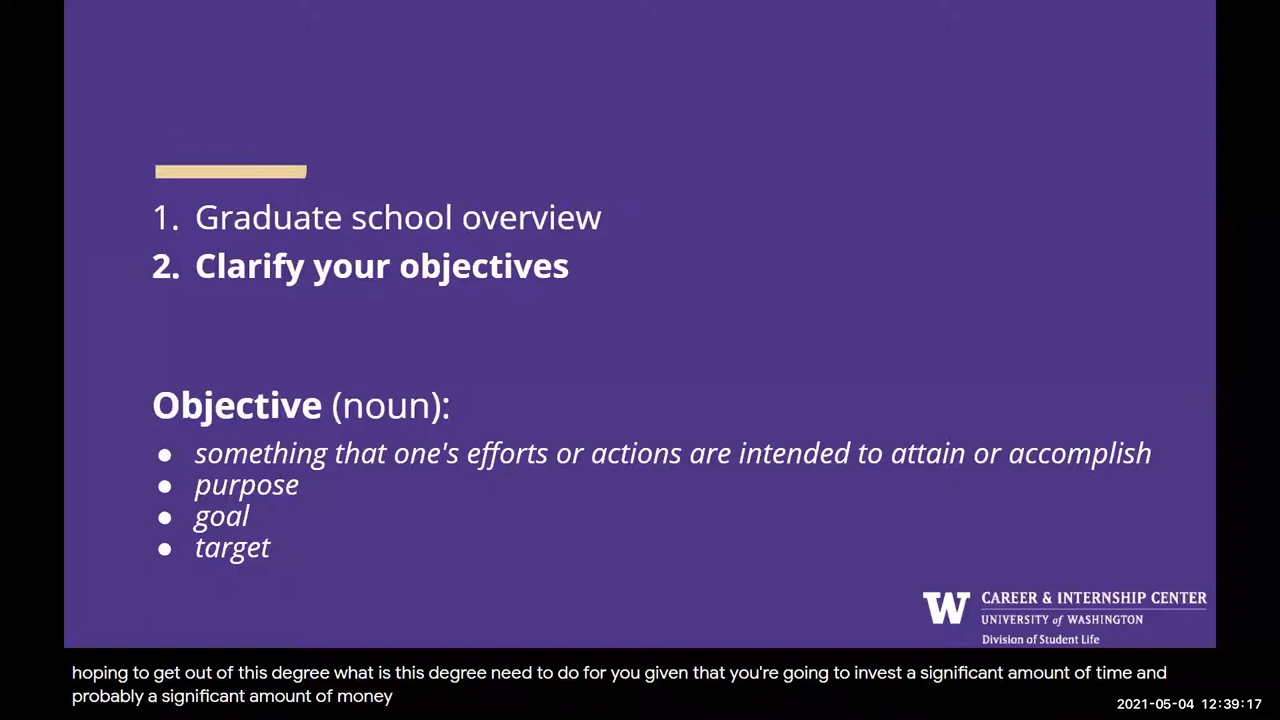 1. Graduate school overview
2. Clarify your objectives
Objective (noun):
● something that one's efforts or actions are intended to attain or accomplish
● purpose
● goal
● target
W CAREER & INTERNSHIP CENTER
UNIVERSITY of WASHINGTON
Division of Student Life
hoping to get out of this degree what is this degree need to do for you given that you're going to invest a significant amount of time and
probably a significant amount of money
2021-05-04 12:39:17